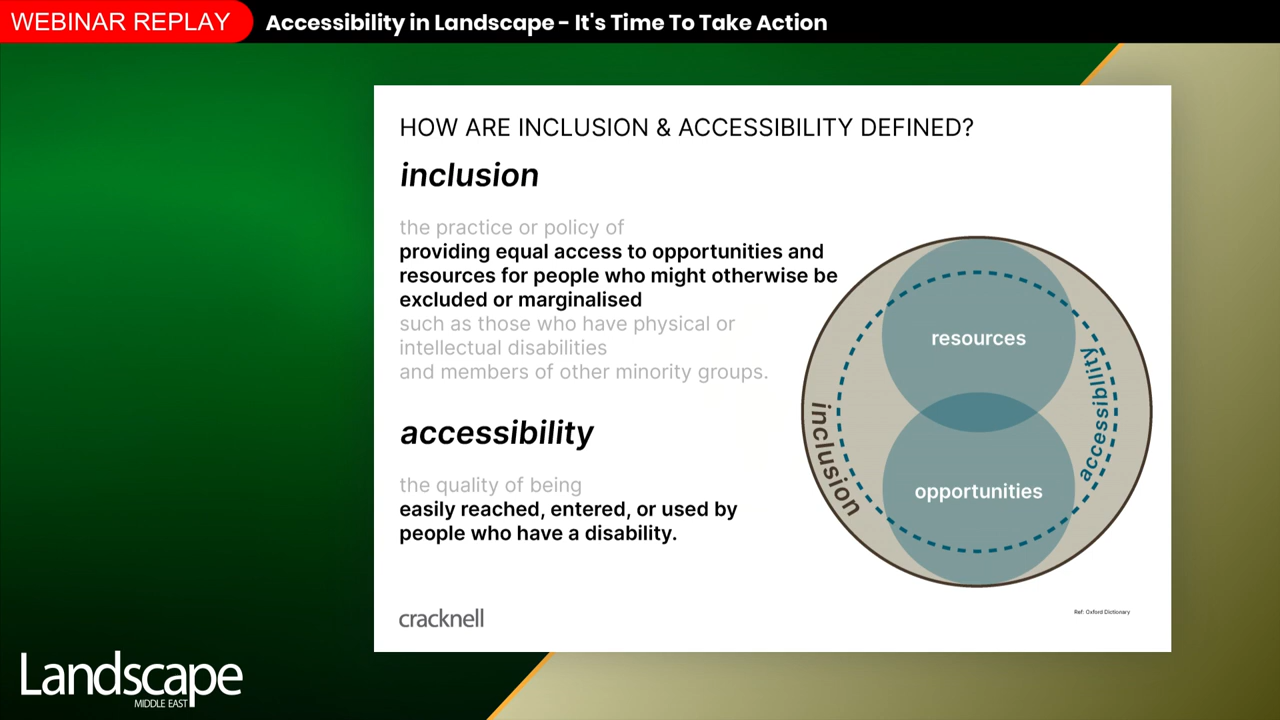 WEBINAR REPLAY
Accessibility in Landscape - It's Time To Take Action
HOW ARE INCLUSION & ACCESSIBILITY DEFINED?
inclusion
the practice or policy of
providing equal access to opportunities and
resources for people who might otherwise be
excluded or marginalised
such as those who have physical or
intellectual disabilities
and members of other minority groups.
accessibility
the quality of being
easily reached, entered, or used by
people who have a disability.
resources
accessibility
inclusion
opportunities
cracknell
Ref: Oxford Dictionary
Landscape
MIDDLE EAST